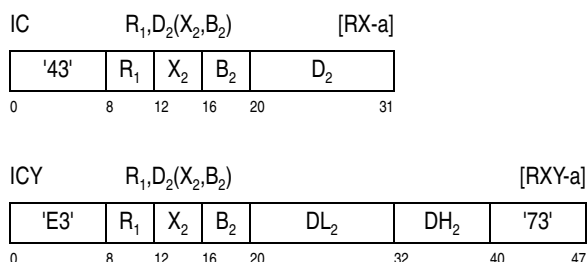 IC R₁,D₂(X₂,B₂) [RX-a]
'43' R₁ X₂ B₂ D₂
0 8 12 16 20 31
ICY R₁,D₂(X₂,B₂) [RXY-a]
'E3' R₁ X₂ B₂ DL₂ DH₂ '73'
0 8 12 16 20 32 40 47